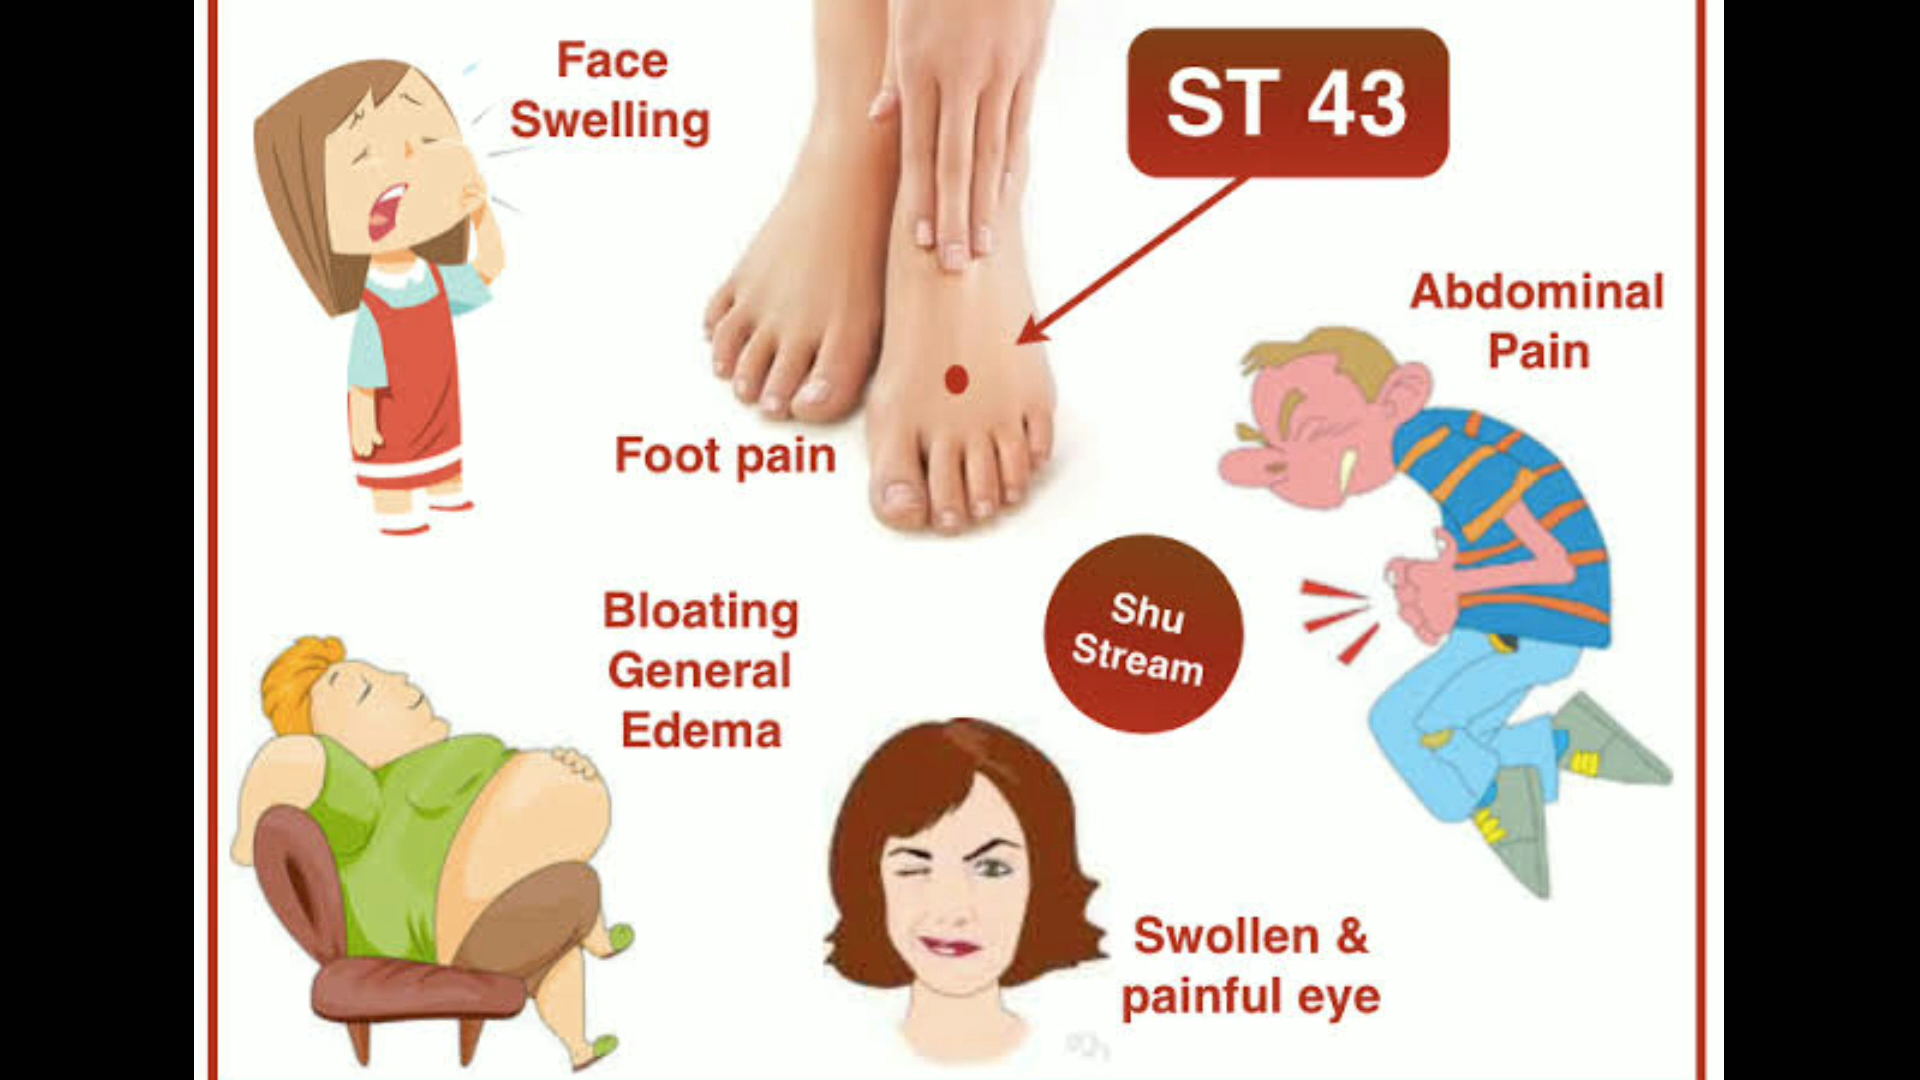 Face
Swelling
ST 43
Abdominal
Pain
Foot pain
Bloating
General
Edema
Shu
Stream
Swollen &
painful eye